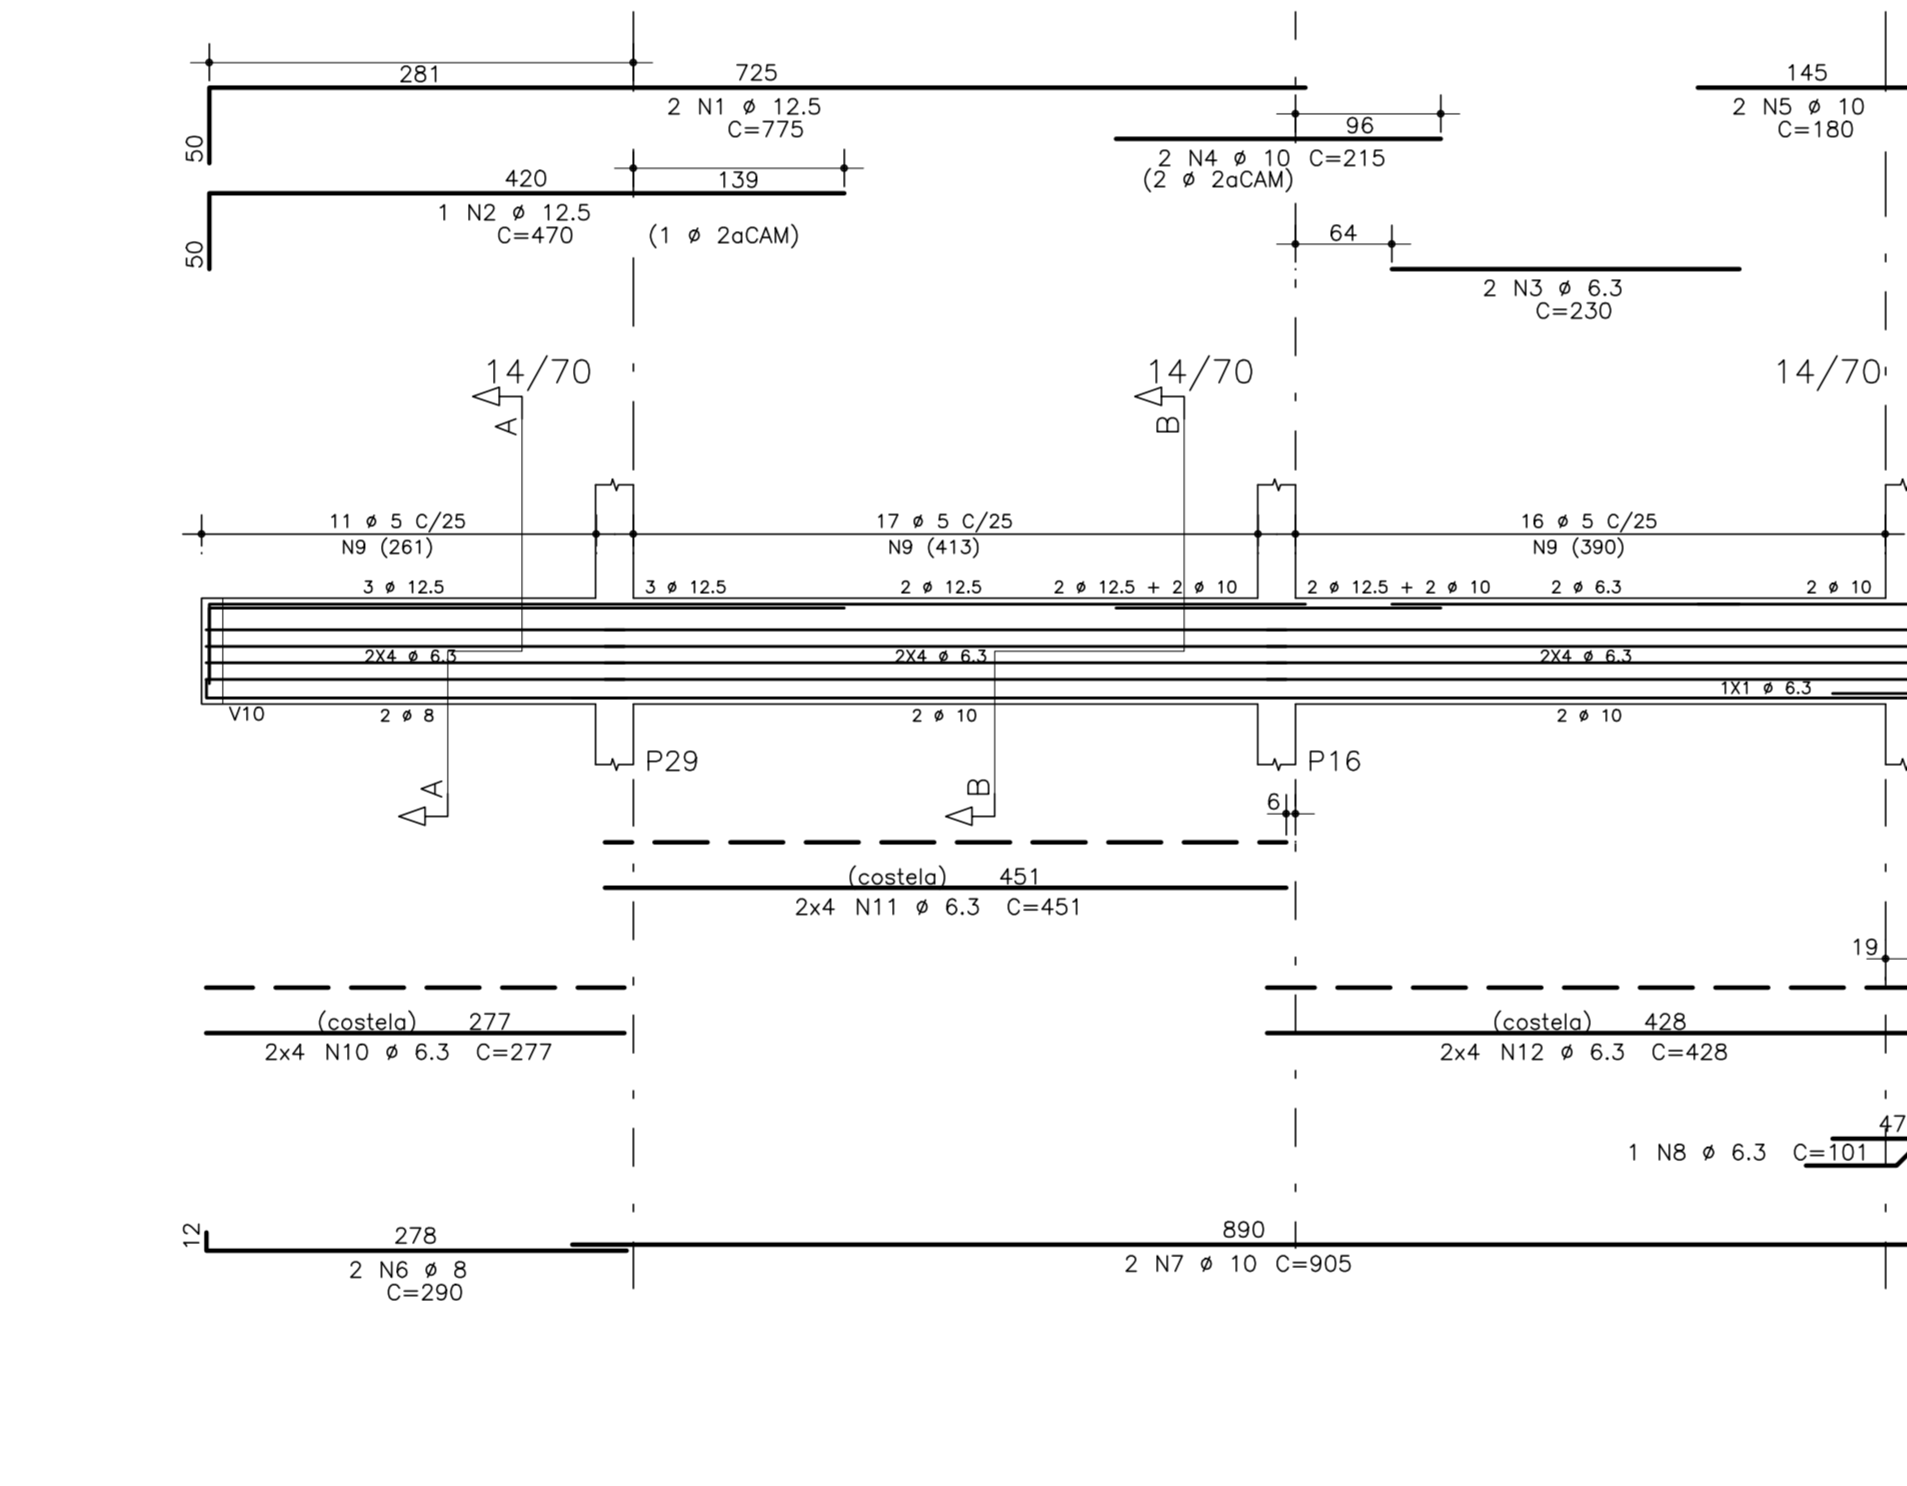 281
725
2 N1 ø 12.5
C=775
50
96
2 N4 ø 10 C=215
(2 ø 2aCAM)
145
2 N5 ø 10
C=180
420
139
1 N2 ø 12.5
C=470
(1 ø 2aCAM)
50
64
2 N3 ø 6.3
C=230
14/70
14/70
14/70
A
B
11 ø 5 C/25
N9 (261)
17 ø 5 C/25
N9 (413)
16 ø 5 C/25
N9 (390)
3 ø 12.5
3 ø 12.5
2 ø 12.5
2 ø 12.5 + 2 ø 10
2 ø 12.5 + 2 ø 10
2 ø 6.3
2 ø 10
2X4 ø 6.3
2X4 ø 6.3
2X4 ø 6.3
1X1 ø 6.3
V10
2 ø 8
2 ø 10
2 ø 10
P29
P16
A
B
6
(costela) 451
2x4 N11 ø 6.3 C=451
19
(costela) 277
2x4 N10 ø 6.3 C=277
(costela) 428
2x4 N12 ø 6.3 C=428
47
1 N8 ø 6.3 C=101
12
278
2 N6 ø 8
C=290
890
2 N7 ø 10 C=905